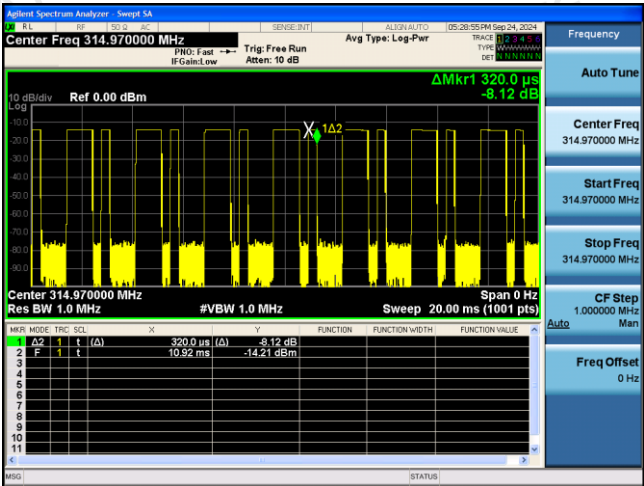 Agilent Spectrum Analyzer - Swept SA
RL RF 50 Ω AC SENSE:INT ALIGN AUTO 05:28:55 PM Sep 24, 2024
Center Freq 314.970000 MHz
PNO: Fast
IFGain:Low
Trig: Free Run
Atten: 10 dB
Avg Type: Log-Pwr
TRACE 1 2 3 4 5 6
TYPE W
DET N N N N N N
ΔMkr1 320.0 µs
-8.12 dB
10 dB/div Ref 0.00 dBm
Log
-10.0
-20.0
-30.0
-40.0
-50.0
-60.0
-70.0
-80.0
-90.0
1Δ2
Center 314.970000 MHz Span 0 Hz
Res BW 1.0 MHz #VBW 1.0 MHz Sweep 20.00 ms (1001 pts)
MKR MODE TRC SCL X Y FUNCTION FUNCTION WIDTH FUNCTION VALUE
1 Δ2 1 t (Δ) 320.0 µs (Δ) -8.12 dB
2 F 1 t 10.92 ms -14.21 dBm
3
4
5
6
7
8
9
10
11
MSG STATUS
Frequency
Auto Tune
Center Freq
314.970000 MHz
Start Freq
314.970000 MHz
Stop Freq
314.970000 MHz
CF Step
1.000000 MHz
Auto Man
Freq Offset
0 Hz